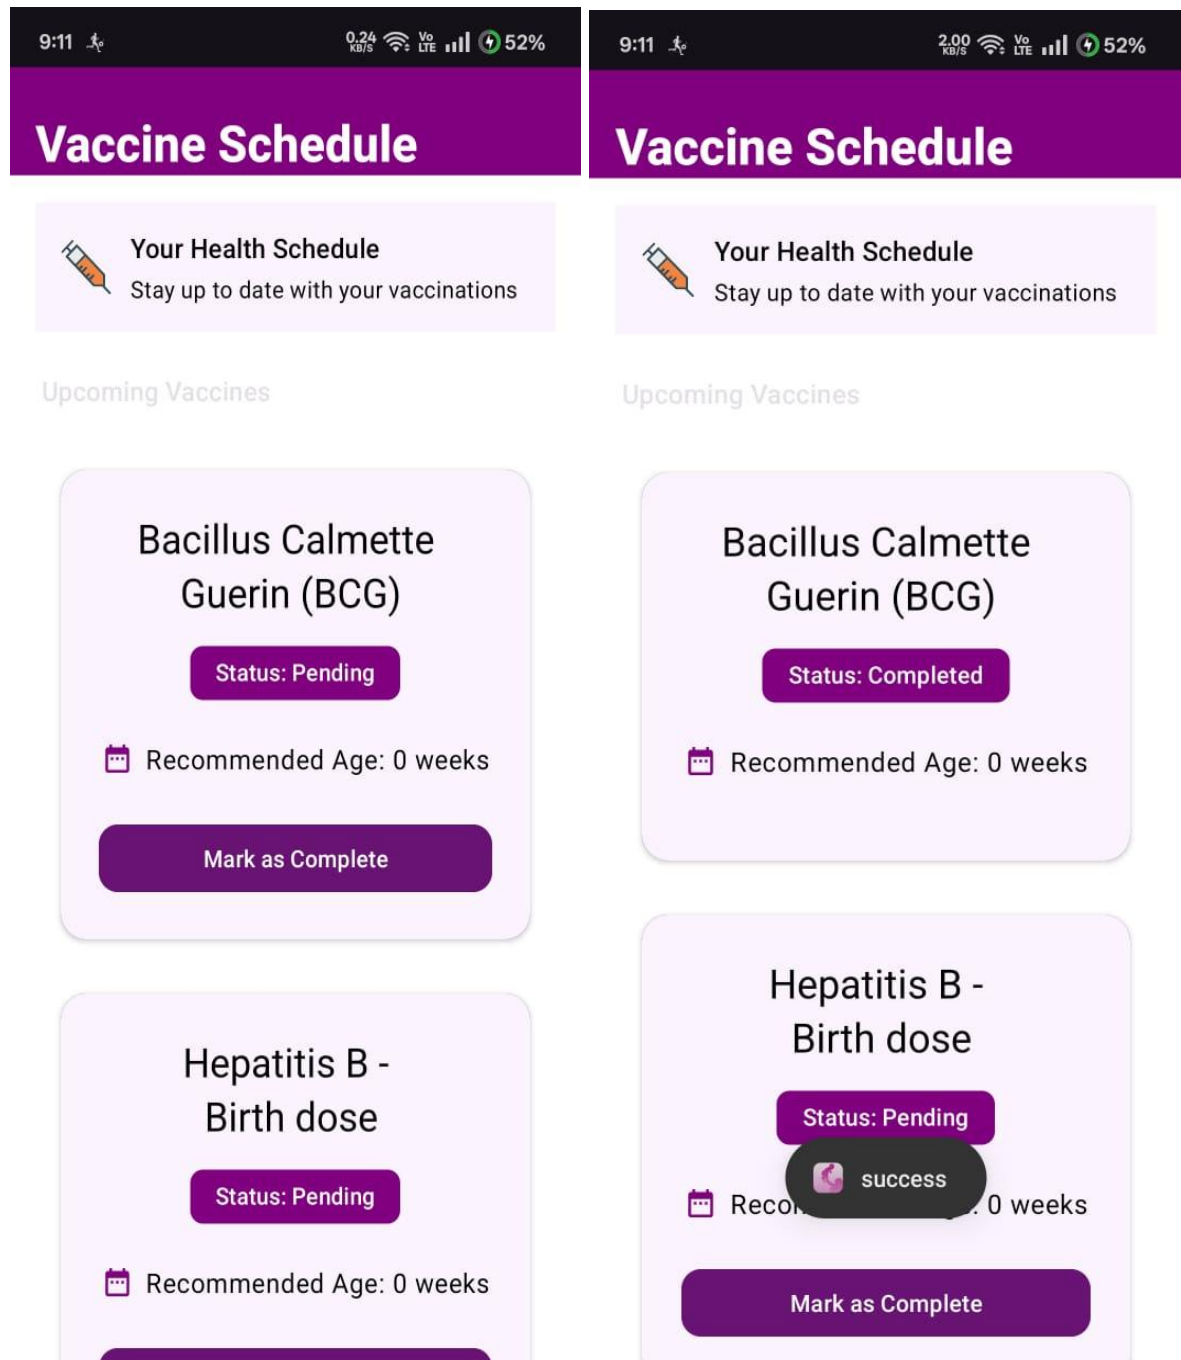 9:11
0.24 KB/S
Vo LTE
52%
Vaccine Schedule
Your Health Schedule
Stay up to date with your vaccinations
Upcoming Vaccines
Bacillus Calmette
Guerin (BCG)
Status: Pending
Recommended Age: 0 weeks
Mark as Complete
Hepatitis B -
Birth dose
Status: Pending
Recommended Age: 0 weeks
9:11
2.00 KB/S
Vo LTE
52%
Vaccine Schedule
Your Health Schedule
Stay up to date with your vaccinations
Upcoming Vaccines
Bacillus Calmette
Guerin (BCG)
Status: Completed
Recommended Age: 0 weeks
Hepatitis B -
Birth dose
Status: Pending
success
0 weeks
Mark as Complete